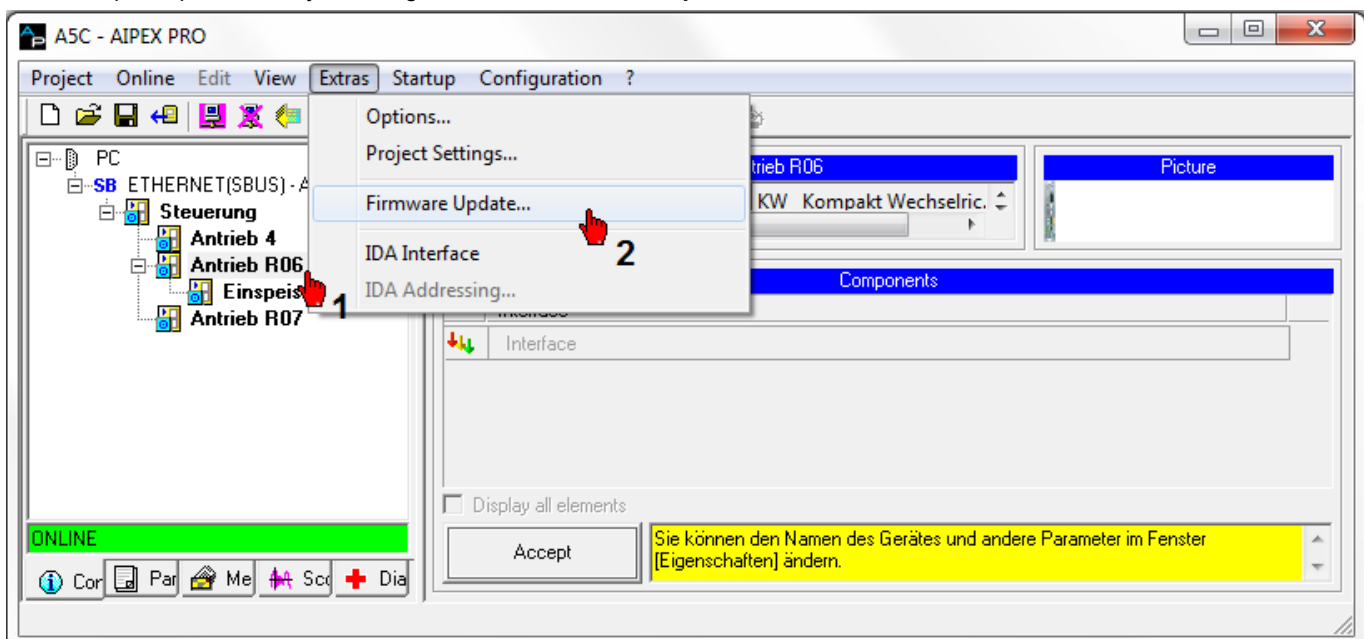 A5C - AIPEX PRO
Project Online Edit View Extras Startup Configuration ?
Options...
Project Settings...
Firmware Update...
IDA Interface
IDA Addressing...
2
PC
SB ETHERNET(SBUS) - A
Steuerung
Antrieb 4
Antrieb R06
1
Einspeis
Antrieb R07
trieb R06
KW Kompakt Wechselric.
Picture
Components
Interface
Display all elements
Accept
Sie können den Namen des Gerätes und andere Parameter im Fenster
[Eigenschaften] ändern.
ONLINE
Cor Par Me Sco Dia